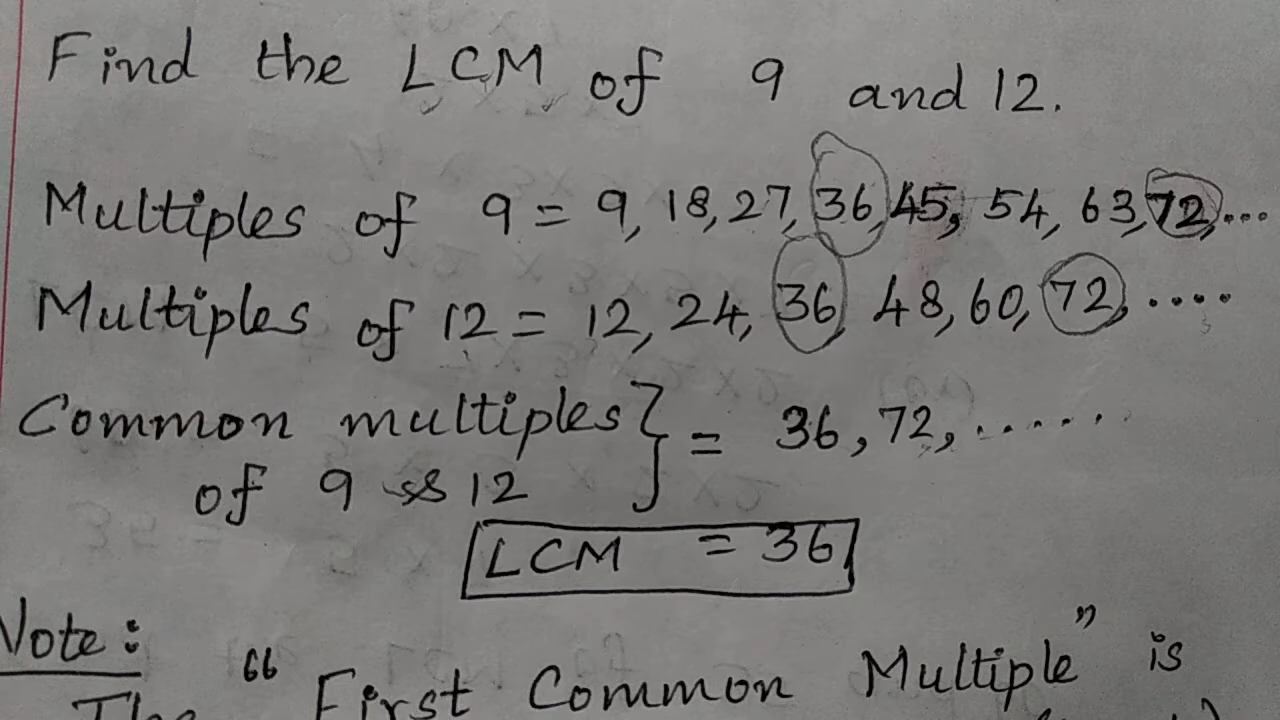 Find the LCM of 9 and 12.
Multiples of 9 = 9, 18, 27, 36, 45, 54, 63, 72, ...
Multiples of 12 = 12, 24, 36, 48, 60, 72, ....
Common multiples } = 36, 72, ......
of 9 & 12
LCM = 36
Note:
The "First Common Multiple" is